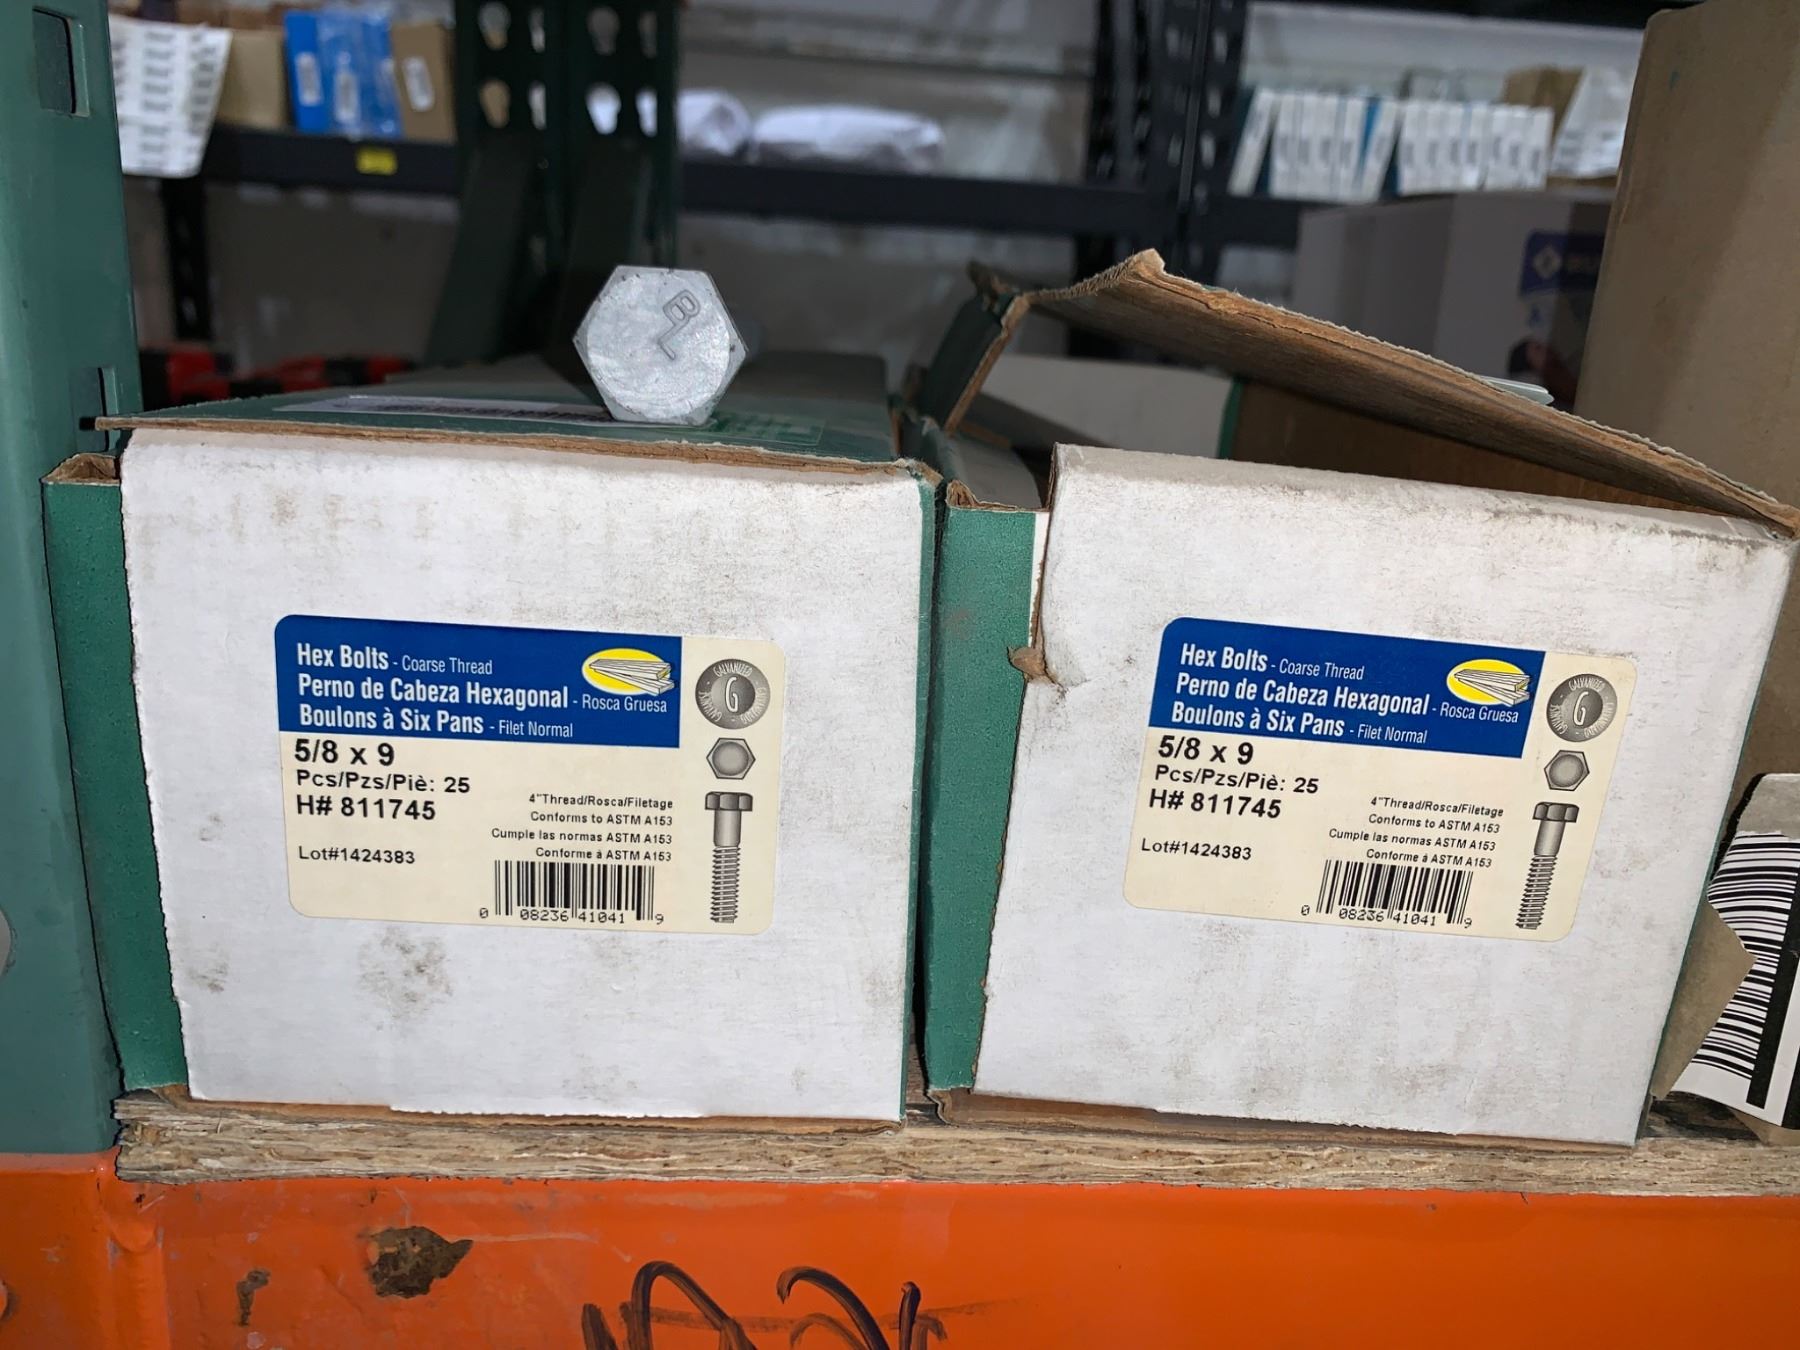 BL
Hex Bolts - Coarse Thread
Perno de Cabeza Hexagonal - Rosca Gruesa
Boulons à Six Pans - Filet Normal
5/8 x 9
Pcs/Pzs/Piè: 25
H# 811745
Lot#1424383
4"Thread/Rosca/Filetage
Conforms to ASTM A153
Cumple las normas ASTM A153
Conforme à ASTM A153
0 08236 41041 9
GALVANIZED
G
Hex Bolts - Coarse Thread
Perno de Cabeza Hexagonal - Rosca Gruesa
Boulons à Six Pans - Filet Normal
5/8 x 9
Pcs/Pzs/Piè: 25
H# 811745
Lot#1424383
4"Thread/Rosca/Filetage
Conforms to ASTM A153
Cumple las normas ASTM A153
Conforme à ASTM A153
0 08236 41041 9
GALVANIZED
G